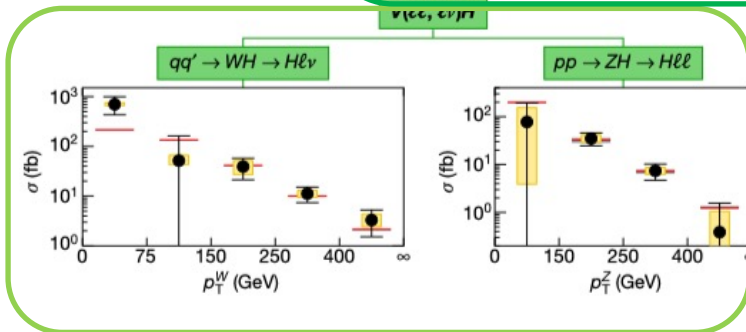 V(ℓℓ, ℓν)H
qq′ → WH → Hℓν
pp → ZH → Hℓℓ
σ (fb)
10³
10²
10¹
10⁰
0 75 150 250 400 ∞
p_T^W (GeV)
σ (fb)
10²
10¹
10⁰
0 150 250 400
p_T^Z (GeV)